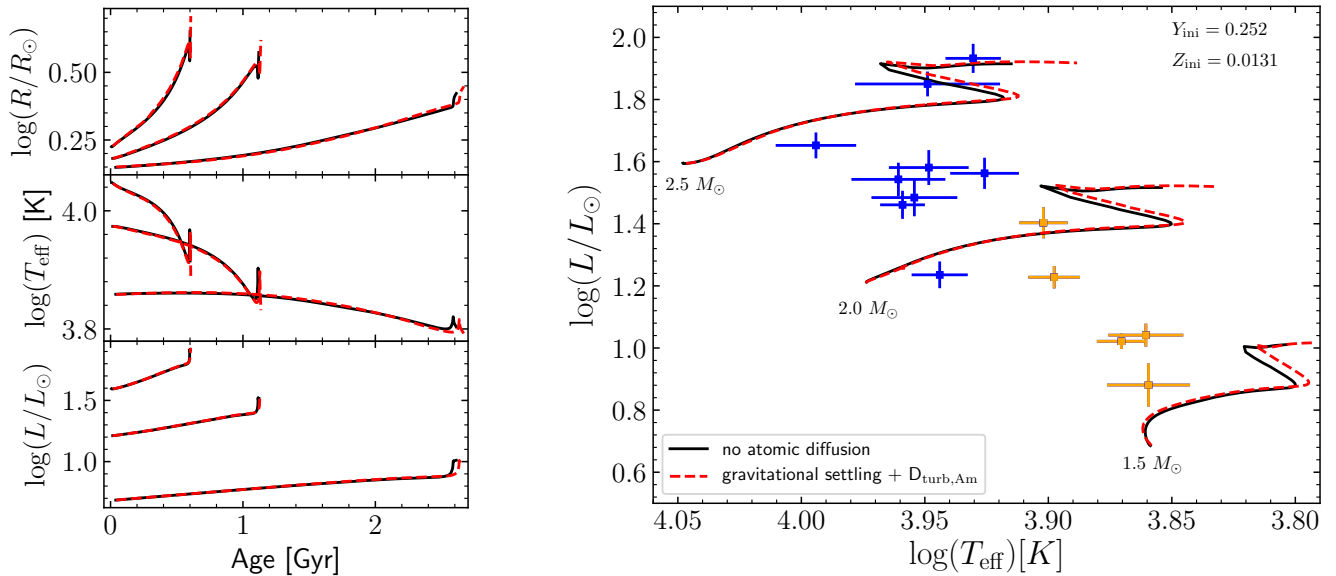 log(R/R⊙)
0.50
0.25
log(Teff) [K]
4.0
3.8
log(L/L⊙)
1.5
1.0
0
1
2
Age [Gyr]
log(L/L⊙)
2.0
1.8
1.6
1.4
1.2
1.0
0.8
0.6
Yini = 0.252
Zini = 0.0131
2.5 M⊙
2.0 M⊙
1.5 M⊙
no atomic diffusion
gravitational settling + Dturb,Am
4.05
4.00
3.95
3.90
3.85
3.80
log(Teff)[K]